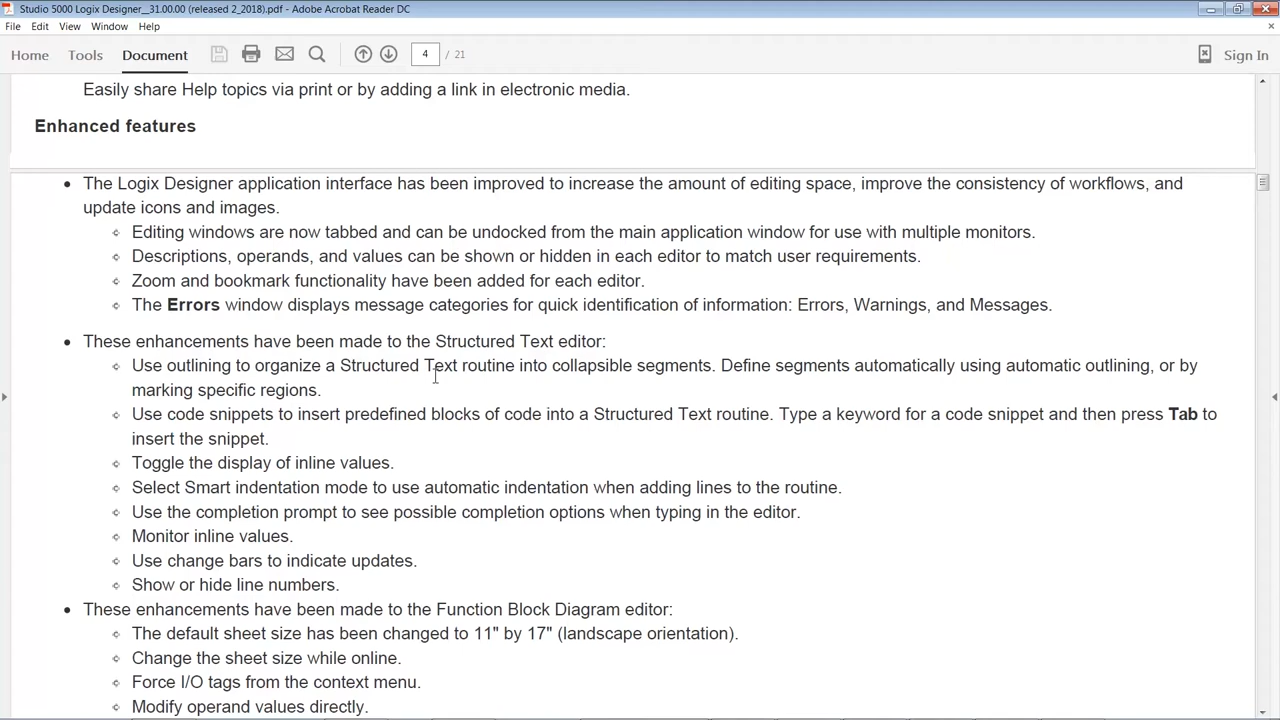 Studio 5000 Logix Designer__31.00.00 (released 2_2018).pdf - Adobe Acrobat Reader DC
File Edit View Window Help
Home Tools Document 4 / 21 Sign In
Easily share Help topics via print or by adding a link in electronic media.
Enhanced features
• The Logix Designer application interface has been improved to increase the amount of editing space, improve the consistency of workflows, and
update icons and images.
Editing windows are now tabbed and can be undocked from the main application window for use with multiple monitors.
Descriptions, operands, and values can be shown or hidden in each editor to match user requirements.
Zoom and bookmark functionality have been added for each editor.
The Errors window displays message categories for quick identification of information: Errors, Warnings, and Messages.
• These enhancements have been made to the Structured Text editor:
Use outlining to organize a Structured Text routine into collapsible segments. Define segments automatically using automatic outlining, or by
marking specific regions.
Use code snippets to insert predefined blocks of code into a Structured Text routine. Type a keyword for a code snippet and then press Tab to
insert the snippet.
Toggle the display of inline values.
Select Smart indentation mode to use automatic indentation when adding lines to the routine.
Use the completion prompt to see possible completion options when typing in the editor.
Monitor inline values.
Use change bars to indicate updates.
Show or hide line numbers.
• These enhancements have been made to the Function Block Diagram editor:
The default sheet size has been changed to 11" by 17" (landscape orientation).
Change the sheet size while online.
Force I/O tags from the context menu.
Modify operand values directly.